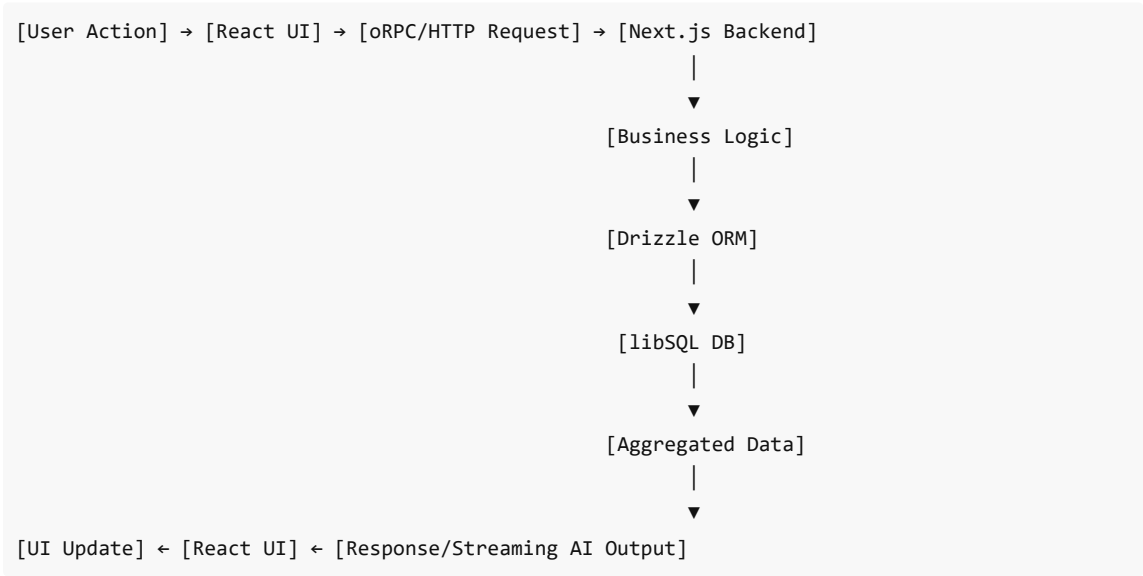 [User Action] → [React UI] → [oRPC/HTTP Request] → [Next.js Backend]
│
▼
[Business Logic]
│
▼
[Drizzle ORM]
│
▼
[libSQL DB]
│
▼
[Aggregated Data]
│
▼
[UI Update] ← [React UI] ← [Response/Streaming AI Output]